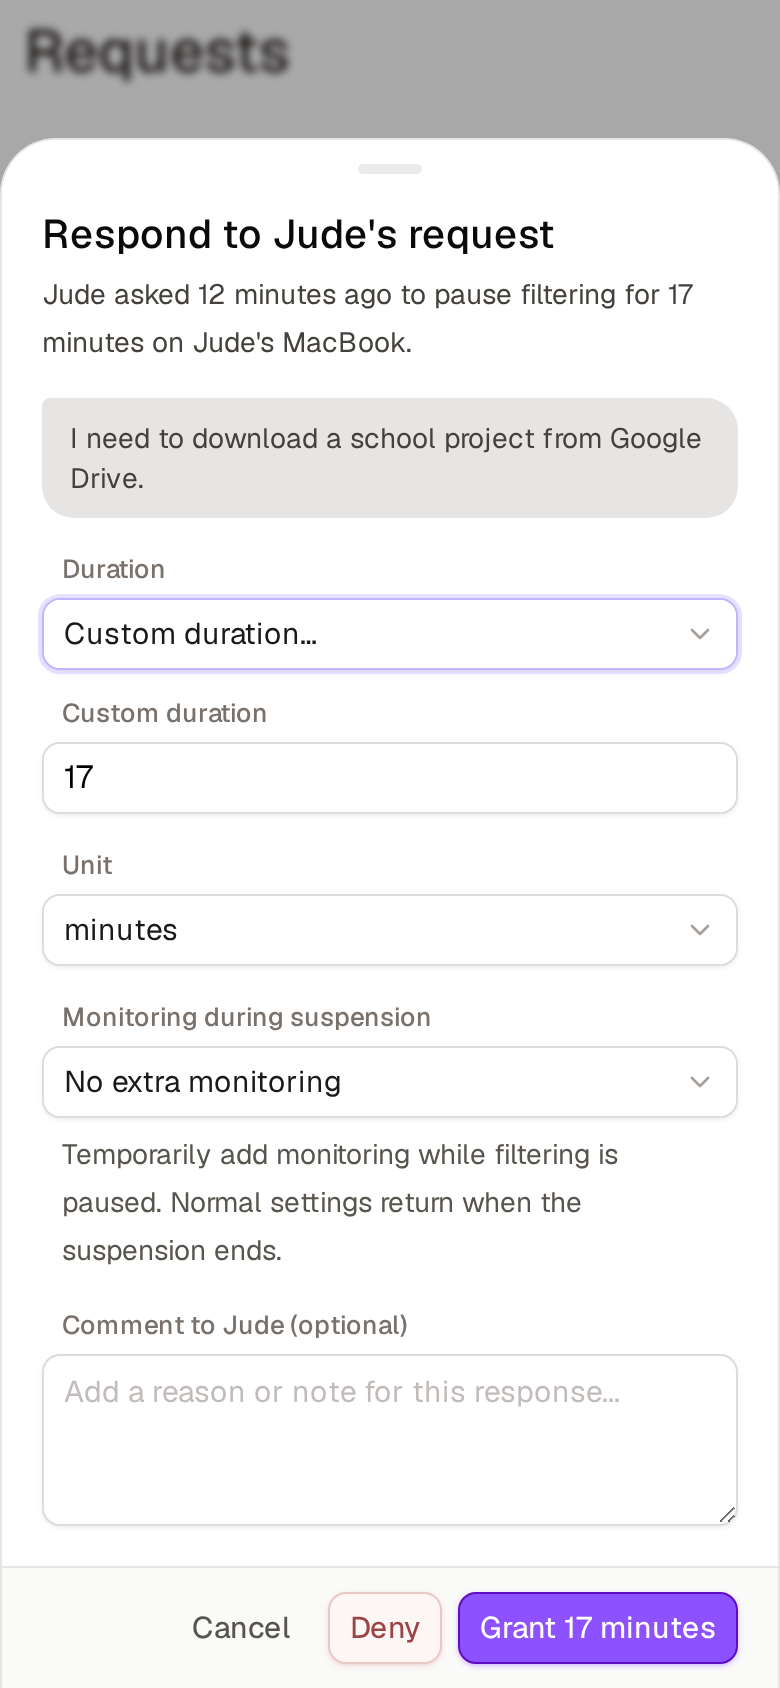 Requests
Respond to Jude's request
Jude asked 12 minutes ago to pause filtering for 17
minutes on Jude's MacBook.
I need to download a school project from Google
Drive.
Duration
Custom duration...
Custom duration
17
Unit
minutes
Monitoring during suspension
No extra monitoring
Temporarily add monitoring while filtering is
paused. Normal settings return when the
suspension ends.
Comment to Jude (optional)
Add a reason or note for this response...
Cancel
Deny
Grant 17 minutes